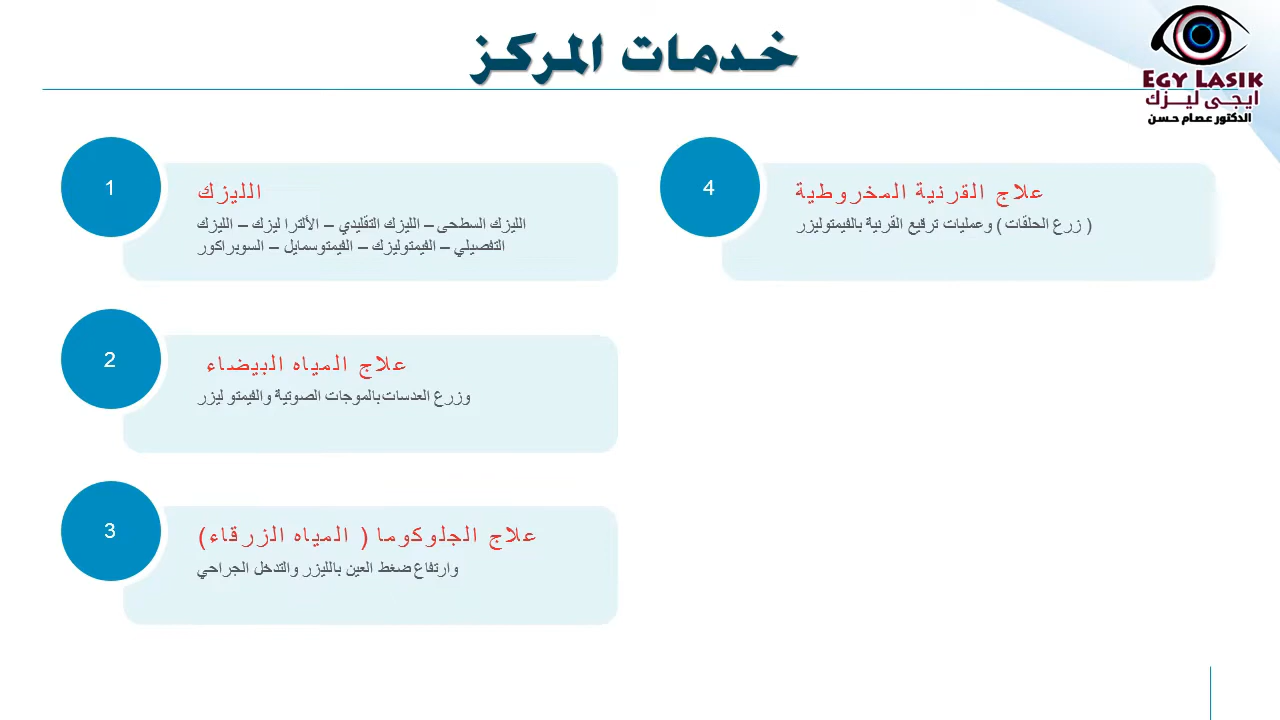 خدمات المركز
EGY LASIK
ايجى ليزك
الدكتور عصام حسن
1
الليزك
الليزك السطحى – الليزك التقليدي – الألترا ليزك – الليزك
التفصيلي – الفيمتوليزك – الفيمتوسمايل – السوبراكور
2
علاج المياه البيضاء
وزرع العدسات بالموجات الصوتية والفيمتو ليزر
3
علاج الجلوكوما ( المياه الزرقاء)
وارتفاع ضغط العين بالليزر والتدخل الجراحي
4
علاج القرنية المخروطية
( زرع الحلقات ) وعمليات ترقيع القرنية بالفيمتوليزر